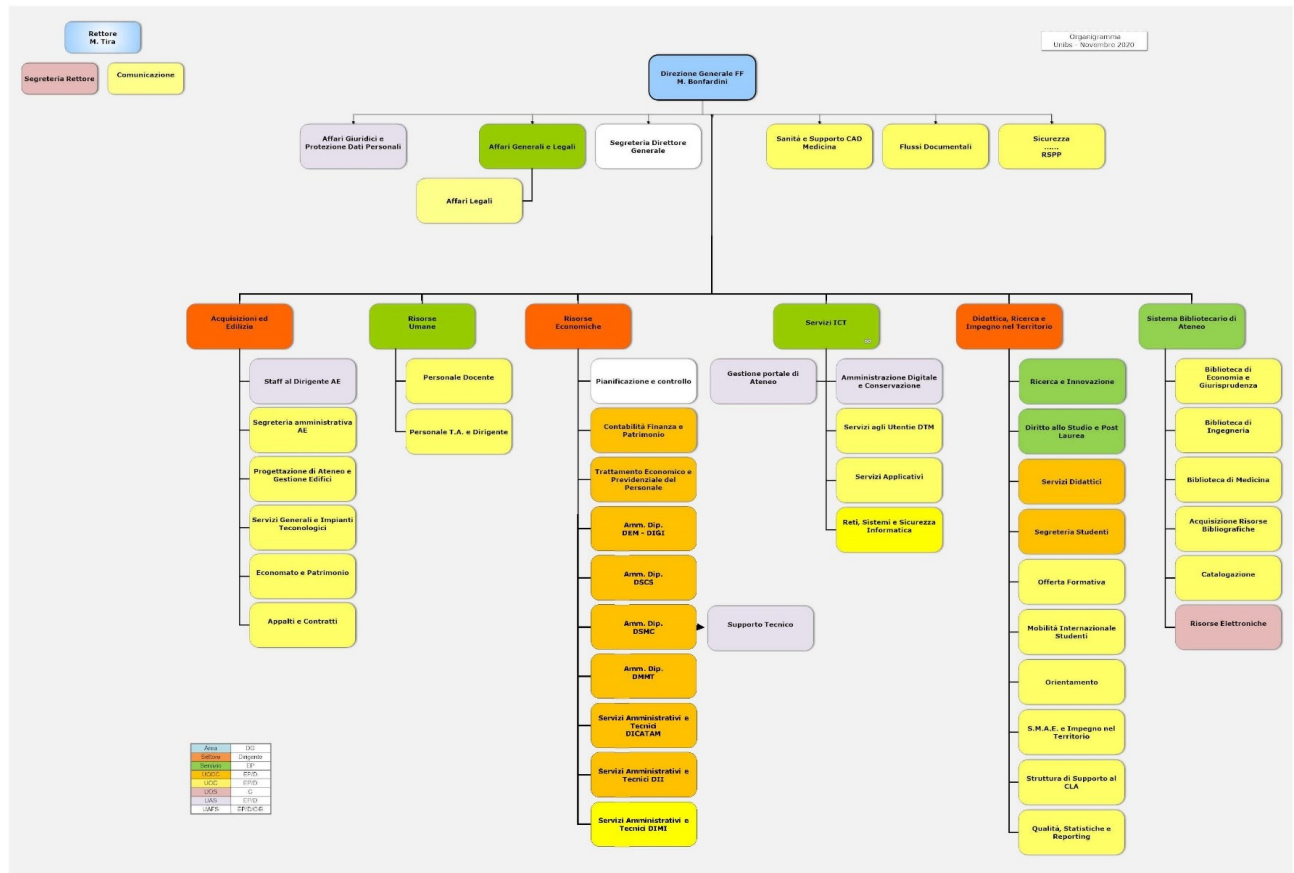 Rettore
M. Tira
Segreteria Rettore
Comunicazione
Organigramma
Unibs - Novembre 2020
Direzione Generale FF
M. Bonfardini
Affari Giuridici e
Protezione Dati Personali
Affari Generali e Legali
Segreteria Direttore
Generale
Sanità e Supporto CAD
Medicina
Flussi Documentali
Sicurezza
......
RSPP
Affari Legali
Acquisizioni ed
Edilizia
Staff al Dirigente AE
Segreteria amministrativa
AE
Progettazione di Ateneo e
Gestione Edifici
Servizi Generali e Impianti
Teconologici
Economato e Patrimonio
Appalti e Contratti
Risorse
Umane
Personale Docente
Personale T.A. e Dirigente
Risorse
Economiche
Pianificazione e controllo
Contabilità Finanza e
Patrimonio
Trattamento Economico e
Previdenziale del
Personale
Amm. Dip.
DEM - DIGI
Amm. Dip.
DSCS
Amm. Dip.
DSMC
Supporto Tecnico
Amm. Dip.
DMMT
Servizi Amministrativi e
Tecnici
DICATAM
Servizi Amministrativi e
Tecnici DII
Servizi Amministrativi e
Tecnici DIMI
Servizi ICT
Gestione portale di
Ateneo
Amministrazione Digitale
e Conservazione
Servizi agli Utentie DTM
Servizi Applicativi
Reti, Sistemi e Sicurezza
Informatica
Didattica, Ricerca e
Impegno nel Territorio
Ricerca e Innovazione
Diritto allo Studio e Post
Laurea
Servizi Didattici
Segreteria Studenti
Offerta Formativa
Mobilità Internazionale
Studenti
Orientamento
S.M.A.E. e Impegno nel
Territorio
Struttura di Supporto al
CLA
Qualità, Statistiche e
Reporting
Sistema Bibliotecario di
Ateneo
Biblioteca di
Economia e
Giurisprudenza
Biblioteca di
Ingegneria
Biblioteca di Medicina
Acquisizione Risorse
Bibliografiche
Catalogazione
Risorse Elettroniche
Area DG
Settore Dirigente
Servizio EP
UOCC EP/D
UOC EP/D
UOS C
UAS EP/D
UAFS EP/D/C-B